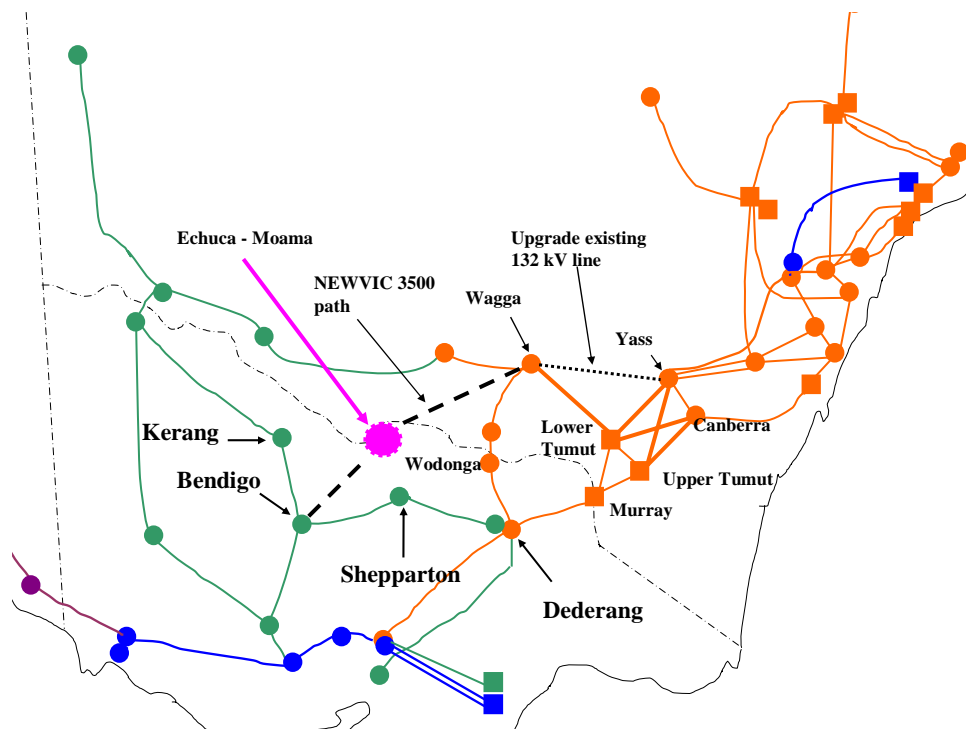 Echuca - Moama
NEWVIC 3500
path
Upgrade existing
132 kV line
Wagga
Yass
Kerang
Bendigo
Wodonga
Lower
Tumut
Canberra
Upper Tumut
Murray
Shepparton
Dederang